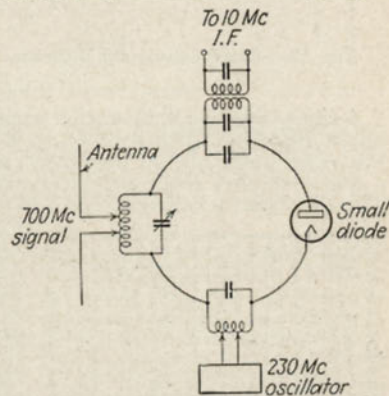 To 10 Mc
I.F.
Antenna
700 Mc
signal
Small
diode
230 Mc
oscillator